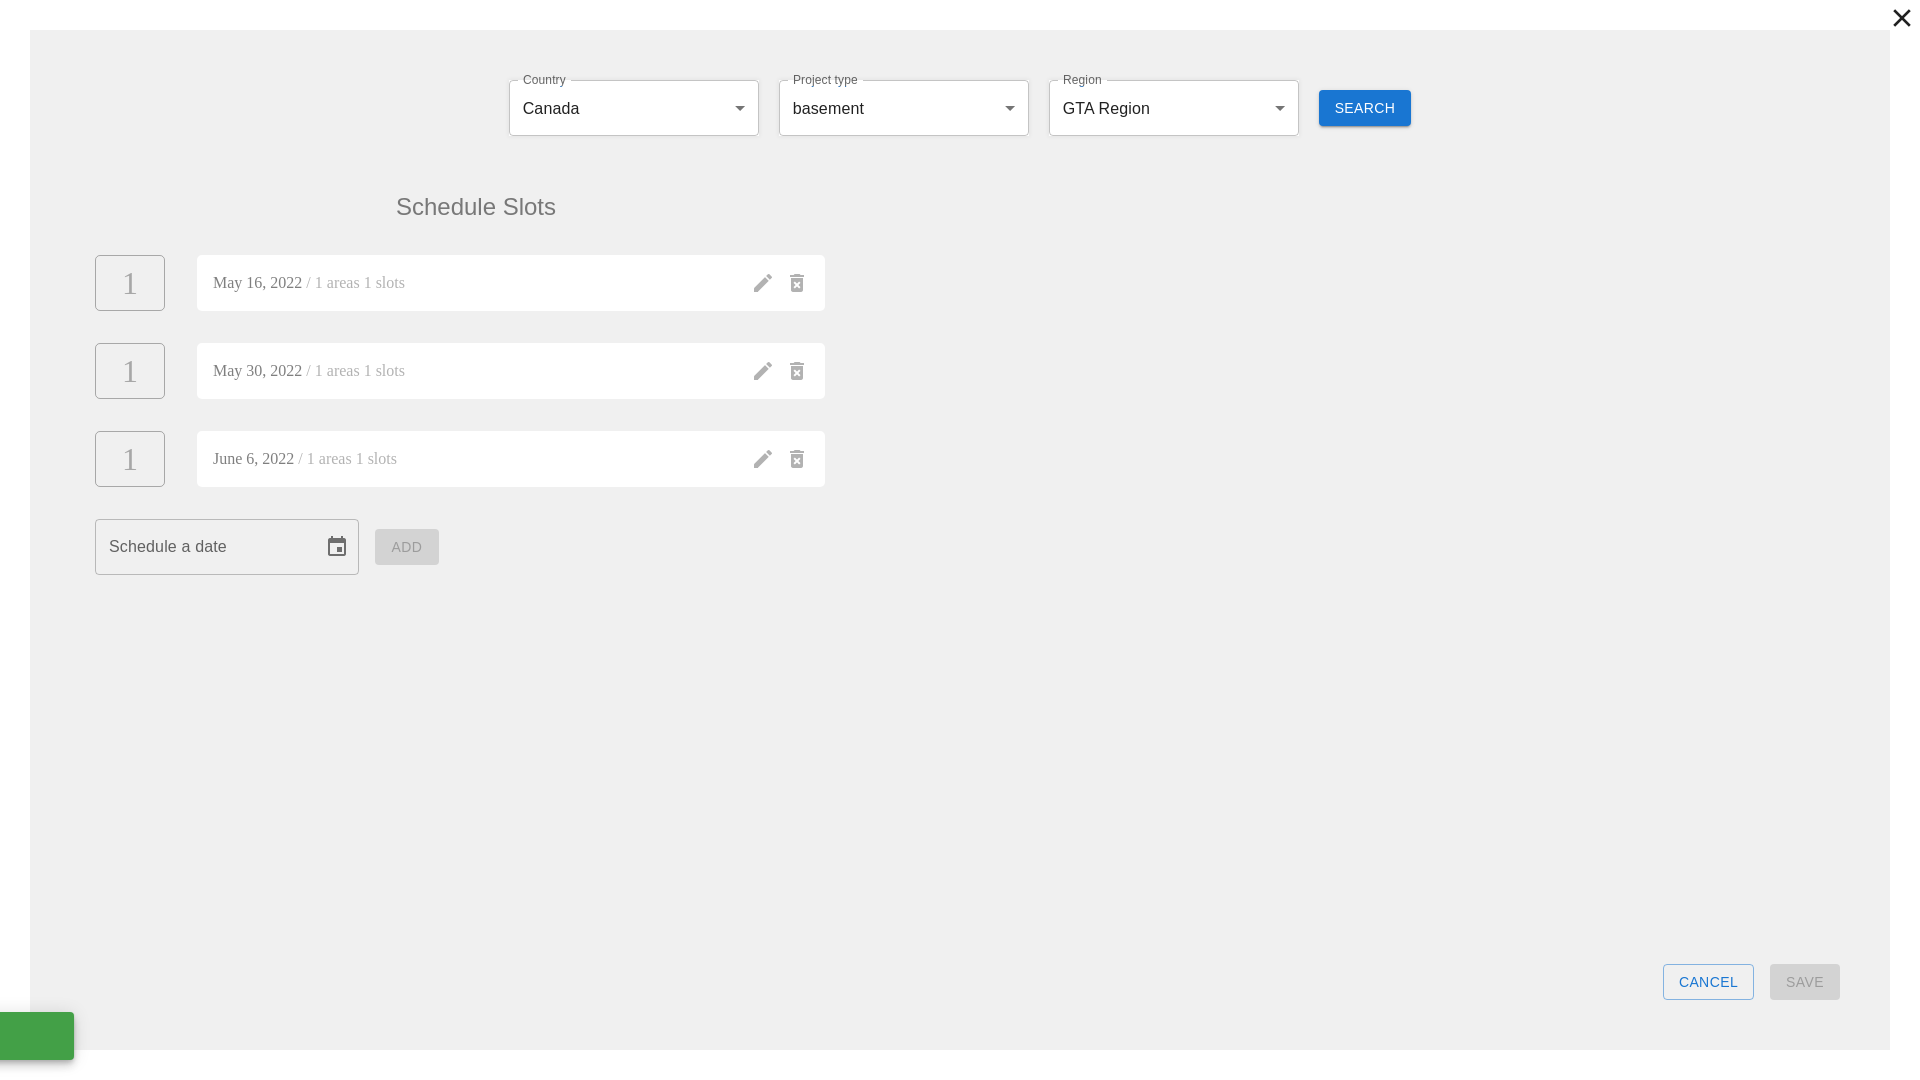 Country
Canada
Project type
basement
Region
GTA Region
SEARCH
Schedule Slots
1
May 16, 2022 / 1 areas 1 slots
1
May 30, 2022 / 1 areas 1 slots
1
June 6, 2022 / 1 areas 1 slots
Schedule a date
ADD
CANCEL
SAVE